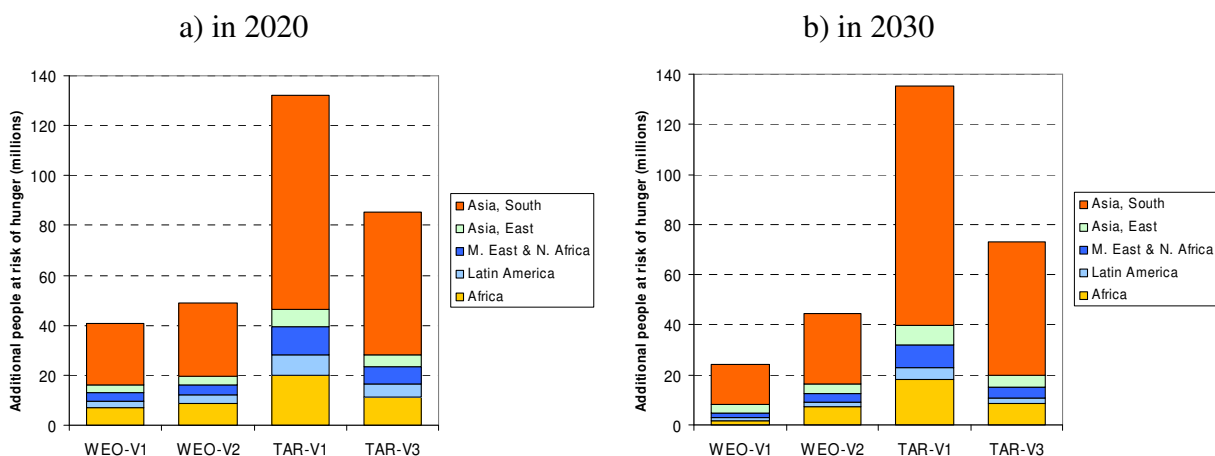 a) in 2020
Additional people at risk of hunger (millions)
140
120
100
80
60
40
20
0
WEO-V1 WEO-V2 TAR-V1 TAR-V3
Asia, South
Asia, East
M. East & N. Africa
Latin America
Africa
b) in 2030
Additional people at risk of hunger (millions)
140
120
100
80
60
40
20
0
WEO-V1 WEO-V2 TAR-V1 TAR-V3
Asia, South
Asia, East
M. East & N. Africa
Latin America
Africa